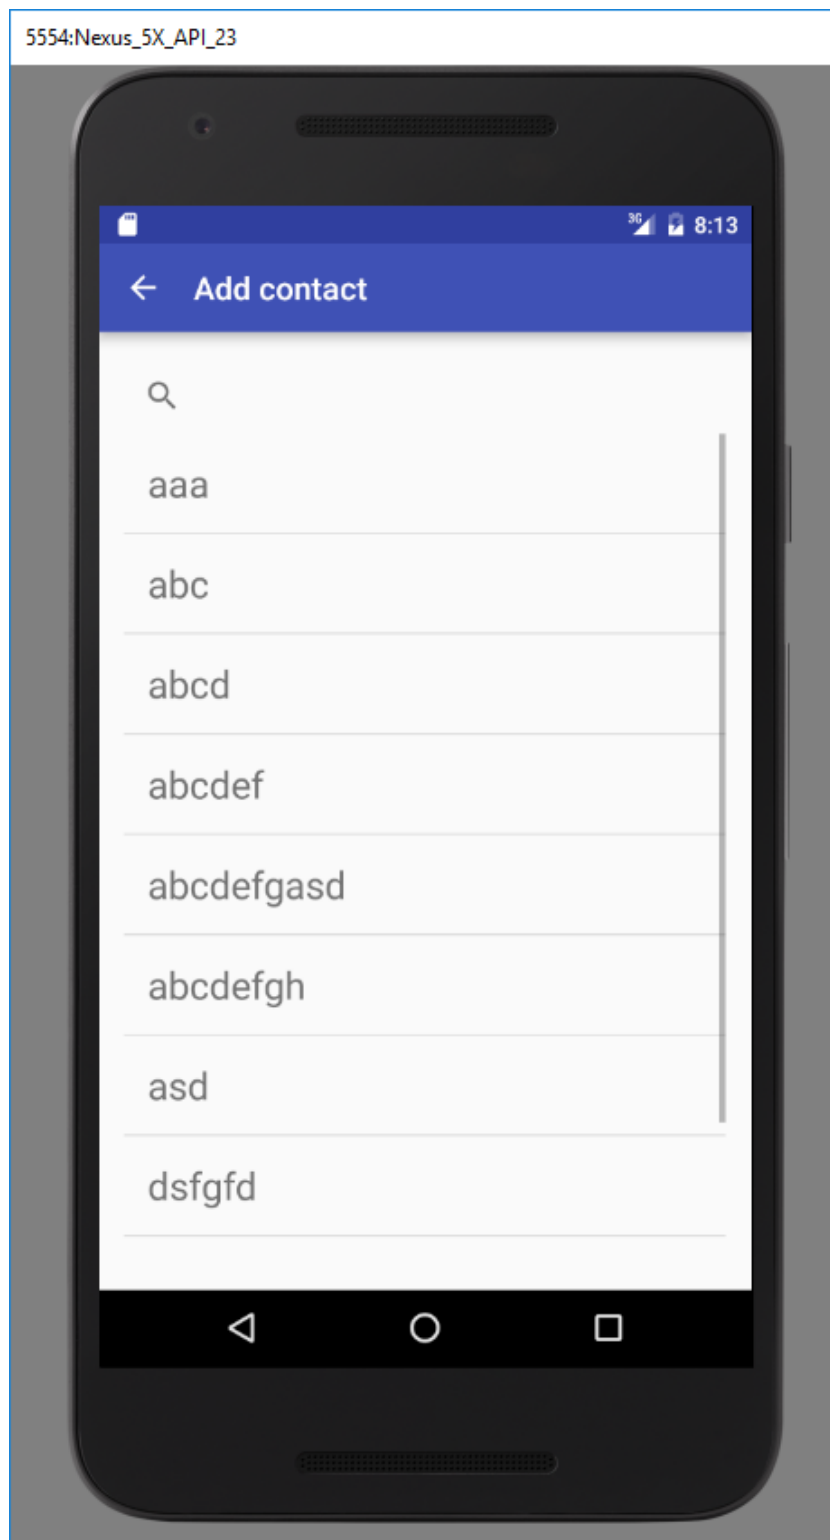 5554:Nexus_5X_API_23
3G 8:13
Add contact
aaa
abc
abcd
abcdef
abcdefgasd
abcdefgh
asd
dsfgfd